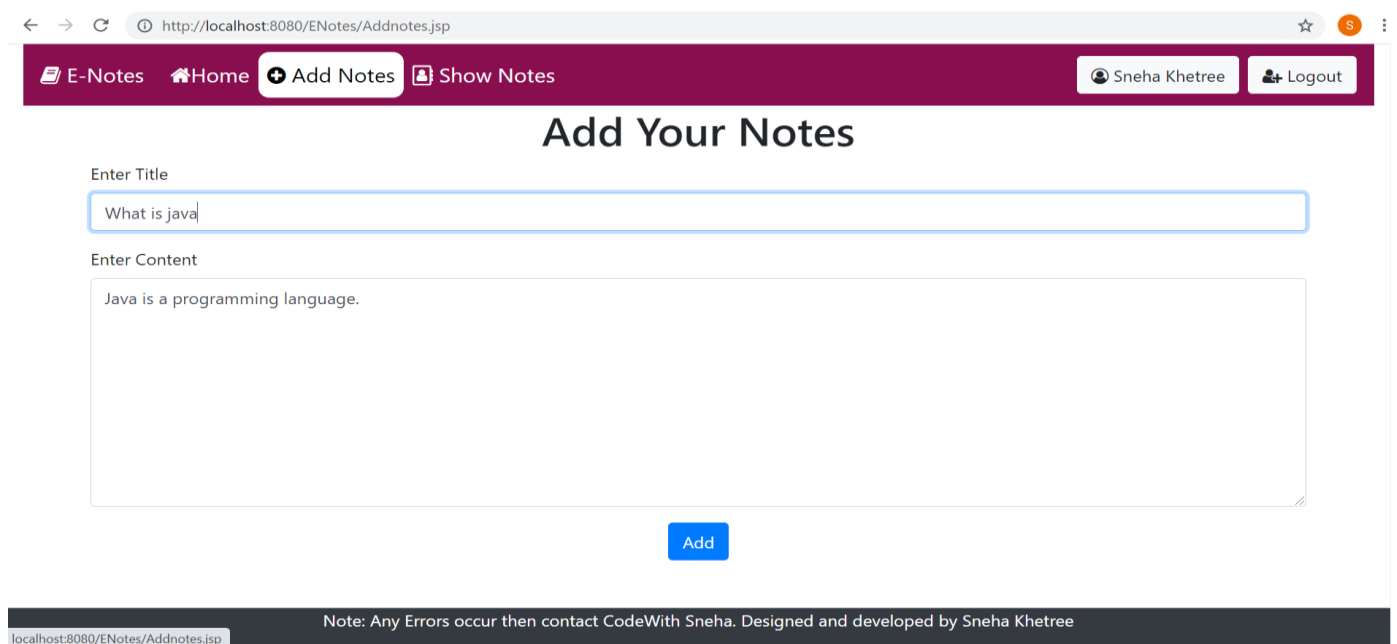 http://localhost:8080/ENotes/Addnotes.jsp
S
E-Notes Home Add Notes Show Notes Sneha Khetree Logout
Add Your Notes
Enter Title
What is java
Enter Content
Java is a programming language.
Add
Note: Any Errors occur then contact CodeWith Sneha. Designed and developed by Sneha Khetree
localhost:8080/ENotes/Addnotes.jsp